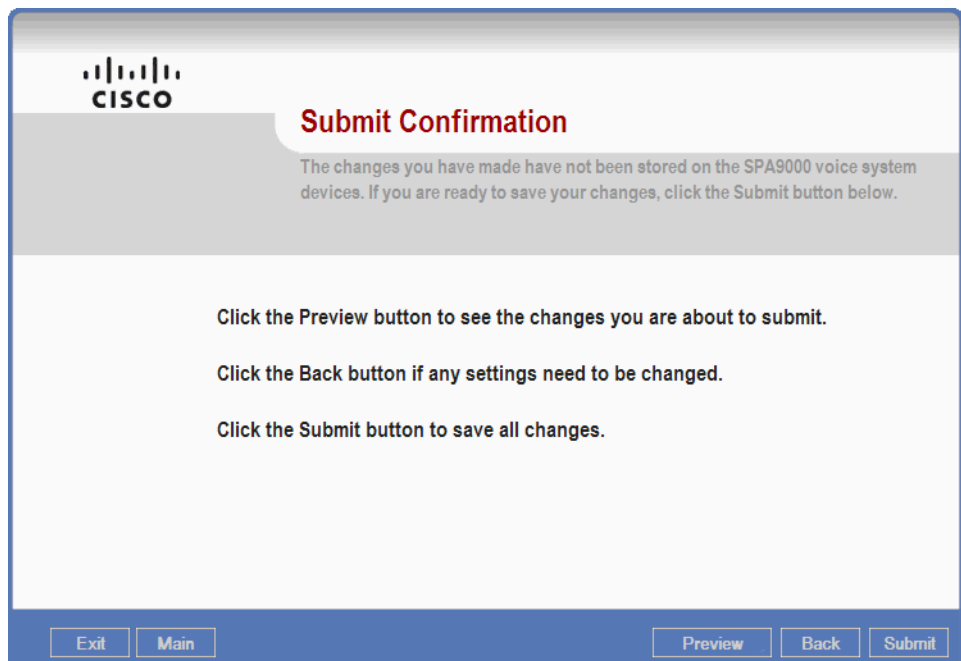 CISCO
Submit Confirmation
The changes you have made have not been stored on the SPA9000 voice system
devices. If you are ready to save your changes, click the Submit button below.
Click the Preview button to see the changes you are about to submit.
Click the Back button if any settings need to be changed.
Click the Submit button to save all changes.
Exit Main Preview Back Submit